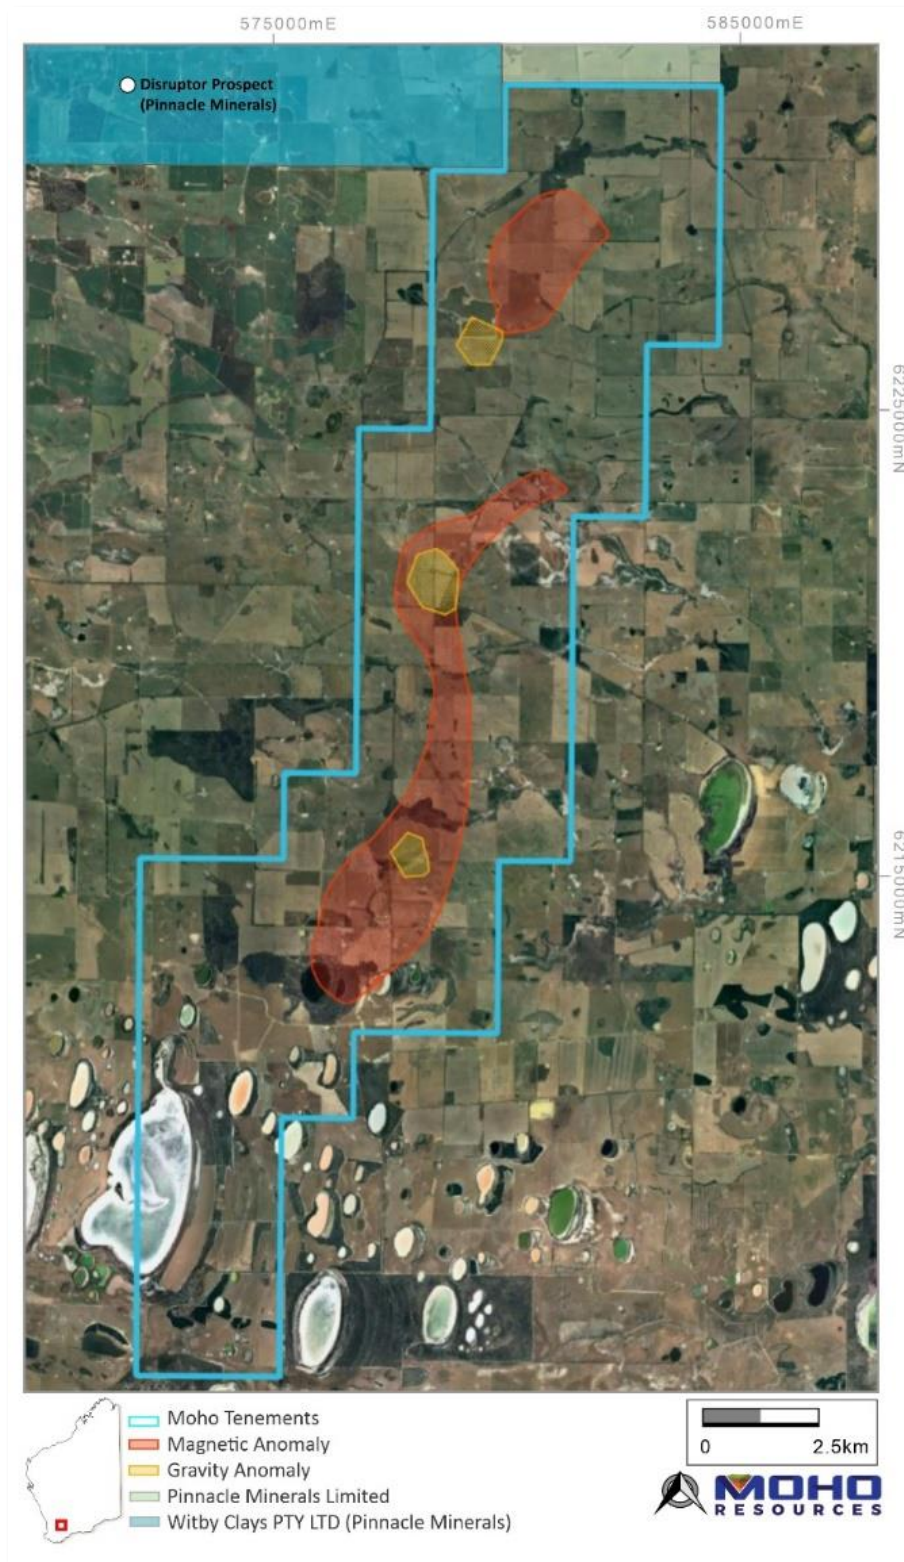 575000mE
585000mE
Disruptor Prospect
(Pinnacle Minerals)
6225000mN
6215000mN
Moho Tenements
Magnetic Anomaly
Gravity Anomaly
Pinnacle Minerals Limited
Witby Clays PTY LTD (Pinnacle Minerals)
0 2.5km
MOHO
RESOURCES